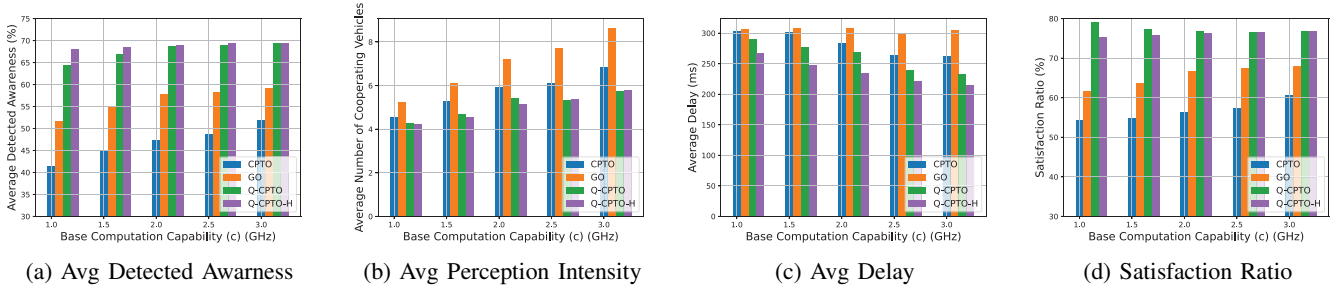 Average Detected Awareness (%)
75
70
65
60
55
50
45
40
35
30
1.0
1.5
2.0
2.5
3.0
Base Computation Capability (c) (GHz)
CPTO
GO
Q-CPTO
Q-CPTO-H
(a) Avg Detected Awarness
Average Number of Cooperating Vehicles
8
6
4
2
0
1.0
1.5
2.0
2.5
3.0
Base Computation Capability (c) (GHz)
CPTO
GO
Q-CPTO
Q-CPTO-H
(b) Avg Perception Intensity
Average Delay (ms)
300
250
200
150
100
50
0
1.0
1.5
2.0
2.5
3.0
Base Computation Capability (c) (GHz)
CPTO
GO
Q-CPTO
Q-CPTO-H
(c) Avg Delay
Satisfaction Ratio (%)
80
70
60
50
40
30
1.0
1.5
2.0
2.5
3.0
Base Computation Capability (c) (GHz)
CPTO
GO
Q-CPTO
Q-CPTO-H
(d) Satisfaction Ratio